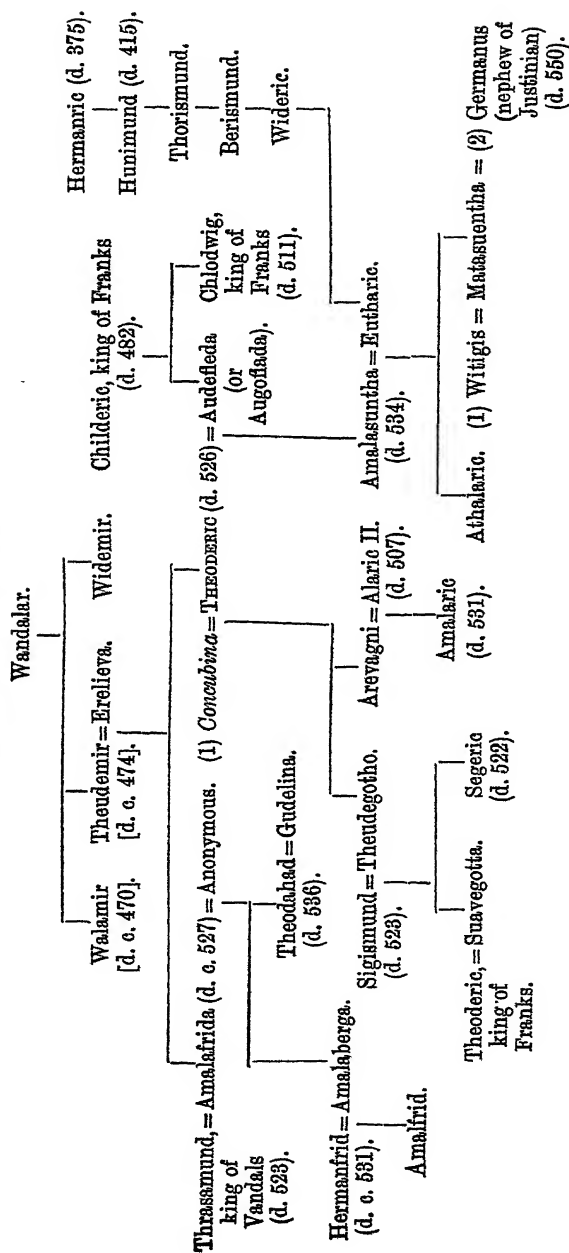 Wandalar.
Walamir
[d. c. 470].
Theudemir = Erelieva.
[d. c. 474].
Widemir.
Childeric, king of Franks
(d. 482).
Hermanric (d. 375).
Hunimund (d. 415).
Thorismund.
Berismund.
Wideric.
Thrasamund, = Amalafrida (d. c. 527) = Anonymous.
king of
Vandals
(d. 523).
(1) Concubina = THEODERIC (d. 526) = Audefleda
(or
Augoflada).
Chlodwig,
king of
Franks
(d. 511).
Hermanfrid = Amalaberga.
(d. c. 531).
Theodahad = Gudelina.
(d. 536).
Amalfrid.
Sigismund = Theudegotho.
(d. 523).
Arevagni = Alaric II.
(d. 507).
Amalasuntha = Eutharic.
(d. 534).
Theoderic, = Suavegotta.
king of
Franks.
Segeric
(d. 522).
Amalaric
(d. 531).
Athalaric.
(1) Witigis = Matasuentha = (2) Germanus
(nephew of
Justinian)
(d. 550).